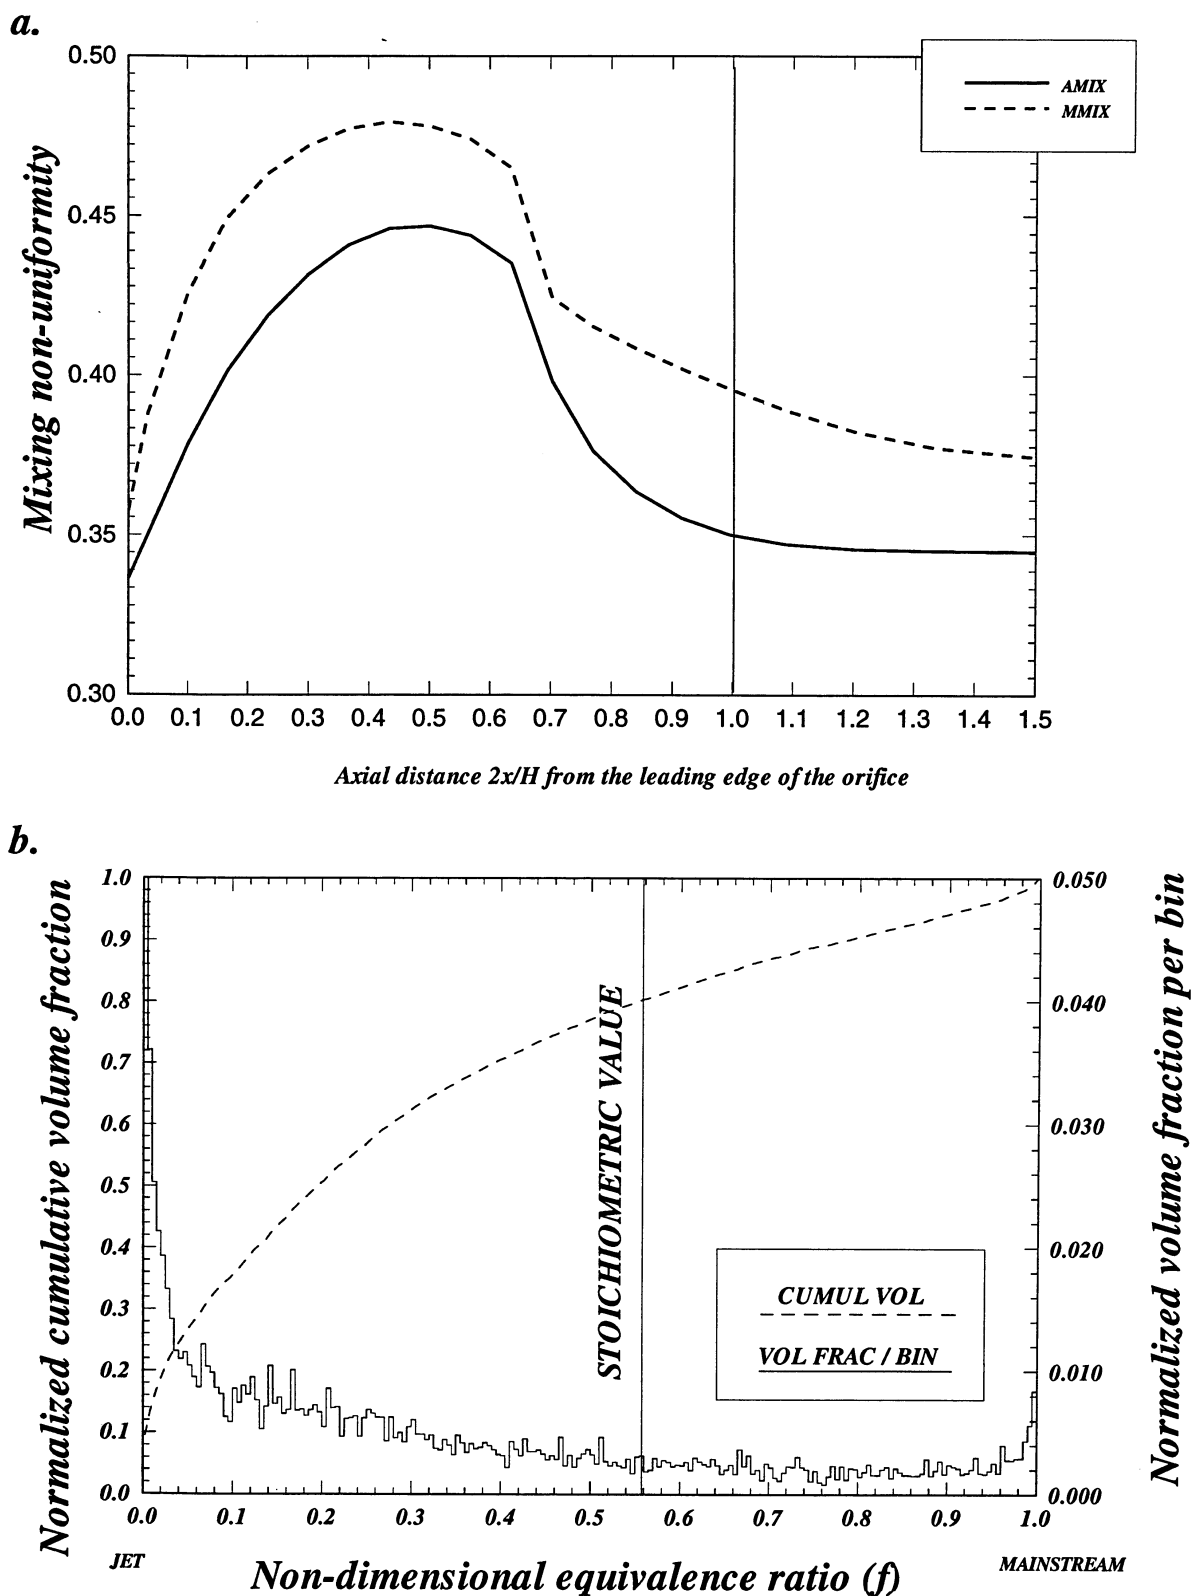 a.
0.50
0.45
0.40
0.35
0.30
Mixing non-uniformity
AMIX
MMIX
0.0 0.1 0.2 0.3 0.4 0.5 0.6 0.7 0.8 0.9 1.0 1.1 1.2 1.3 1.4 1.5
Axial distance 2x/H from the leading edge of the orifice
b.
Normalized cumulative volume fraction
1.0
0.9
0.8
0.7
0.6
0.5
0.4
0.3
0.2
0.1
0.0
STOICHIOMETRIC VALUE
CUMUL VOL
VOL FRAC / BIN
0.050
0.040
0.030
0.020
0.010
0.000
Normalized volume fraction per bin
0.0 0.1 0.2 0.3 0.4 0.5 0.6 0.7 0.8 0.9 1.0
JET
MAINSTREAM
Non-dimensional equivalence ratio (f)